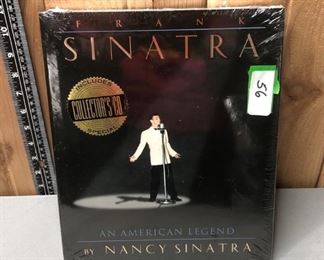 FRANK
SINATRA
56
COLLECTOR'S CD
AN AMERICAN LEGEND
BY NANCY SINATRA